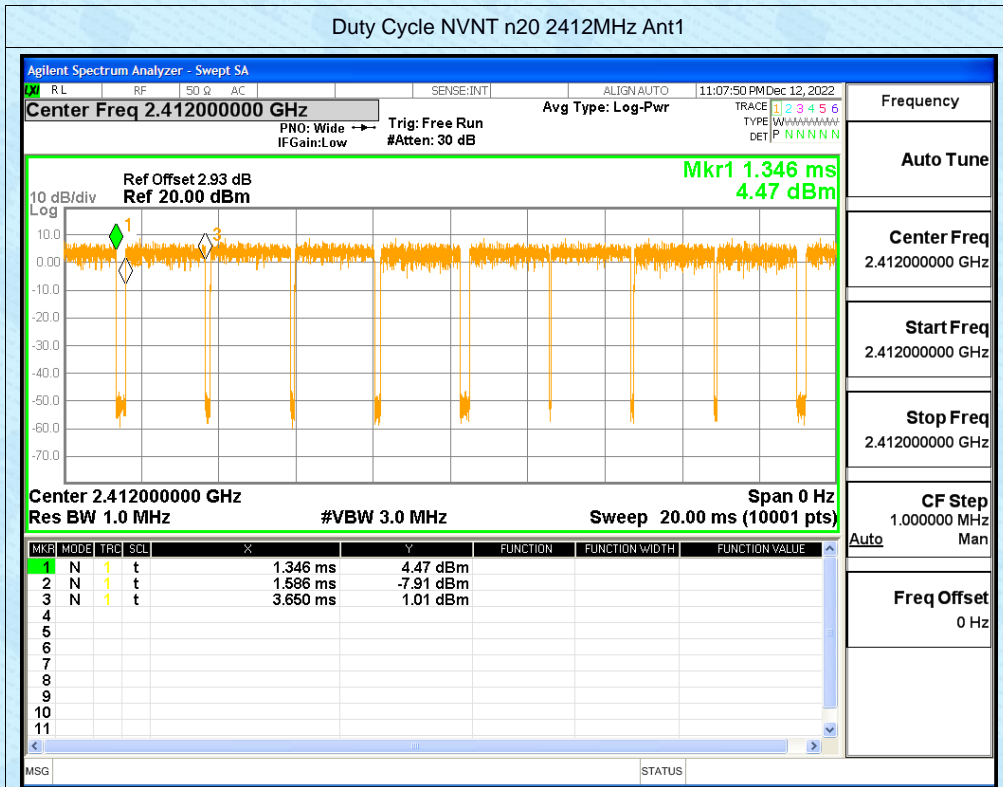 Duty Cycle NVNT n20 2412MHz Ant1
Agilent Spectrum Analyzer - Swept SA
LXI RL RF 50 Ω AC SENSE:INT ALIGN AUTO 11:07:50 PM Dec 12, 2022
Center Freq 2.412000000 GHz
PNO: Wide
IFGain:Low
Trig: Free Run
#Atten: 30 dB
Avg Type: Log-Pwr
TRACE 1 2 3 4 5 6
TYPE W
DET P N N N N N
Mkr1 1.346 ms
4.47 dBm
Ref Offset 2.93 dB
10 dB/div Ref 20.00 dBm
Log
1
3
10.0
0.00
-10.0
-20.0
-30.0
-40.0
-50.0
-60.0
-70.0
Center 2.412000000 GHz Span 0 Hz
Res BW 1.0 MHz #VBW 3.0 MHz Sweep 20.00 ms (10001 pts)
MKR MODE TRC SCL X Y FUNCTION FUNCTION WIDTH FUNCTION VALUE
1 N 1 t 1.346 ms 4.47 dBm
2 N 1 t 1.586 ms -7.91 dBm
3 N 1 t 3.650 ms 1.01 dBm
4
5
6
7
8
9
10
11
MSG STATUS
Frequency
Auto Tune
Center Freq
2.412000000 GHz
Start Freq
2.412000000 GHz
Stop Freq
2.412000000 GHz
CF Step
1.000000 MHz
Auto Man
Freq Offset
0 Hz